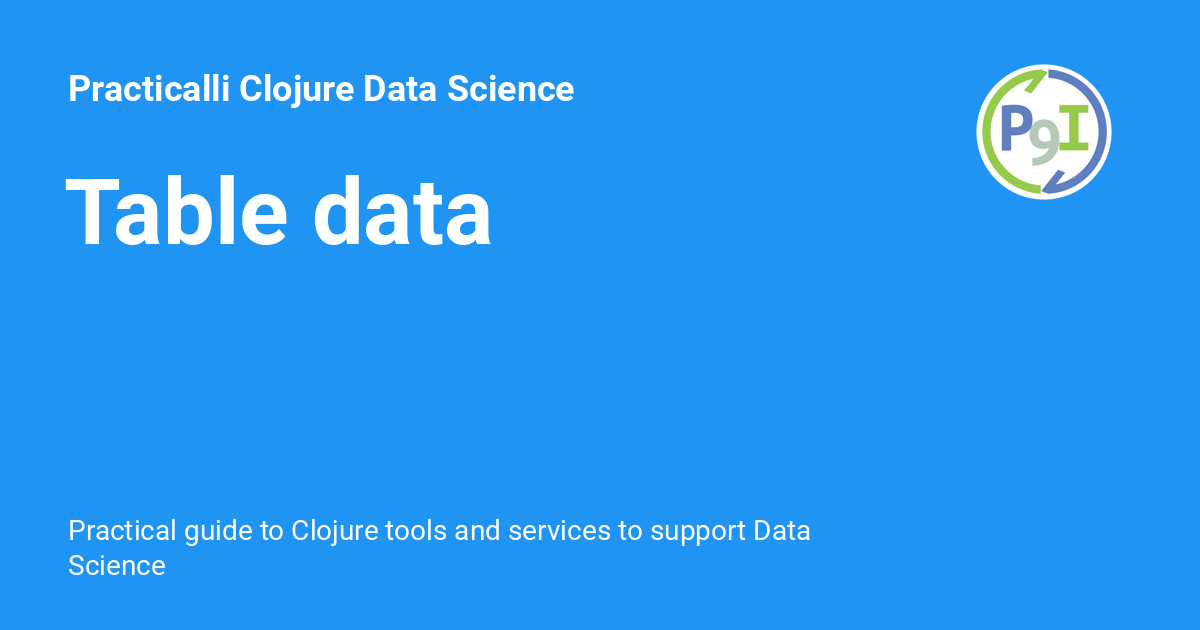 Practicalli Clojure Data Science
P9I
Table data
Practical guide to Clojure tools and services to support Data
Science